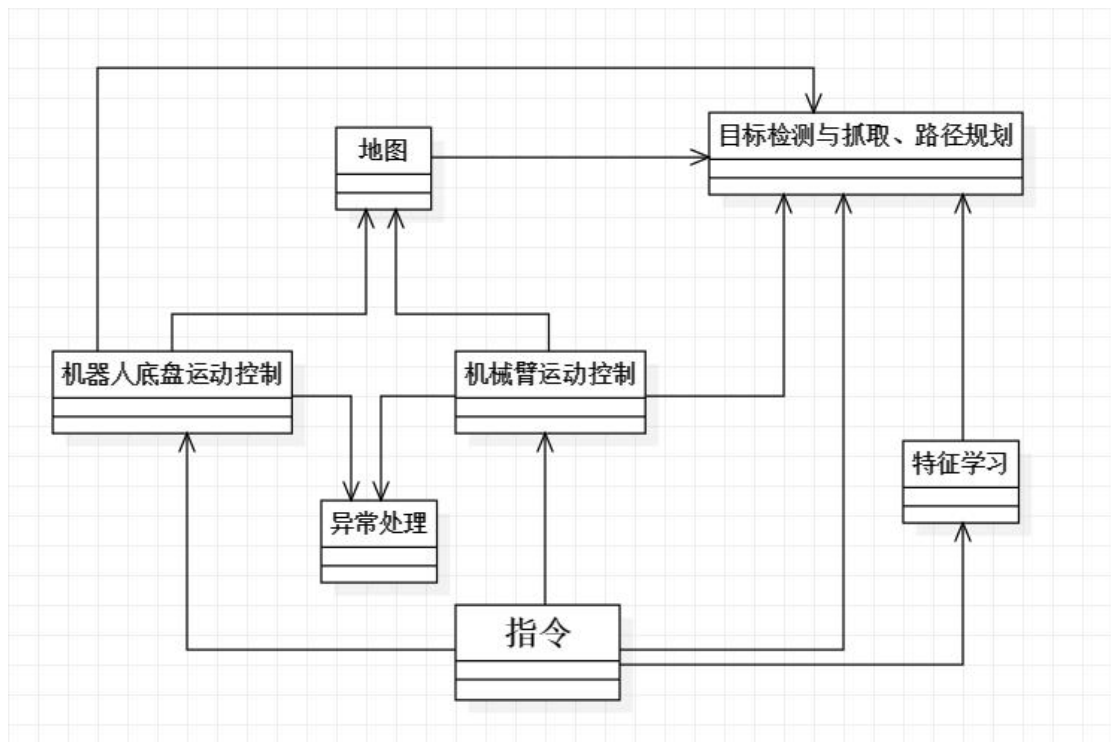 地图
目标检测与抓取、路径规划
机器人底盘运动控制
机械臂运动控制
特征学习
异常处理
指令